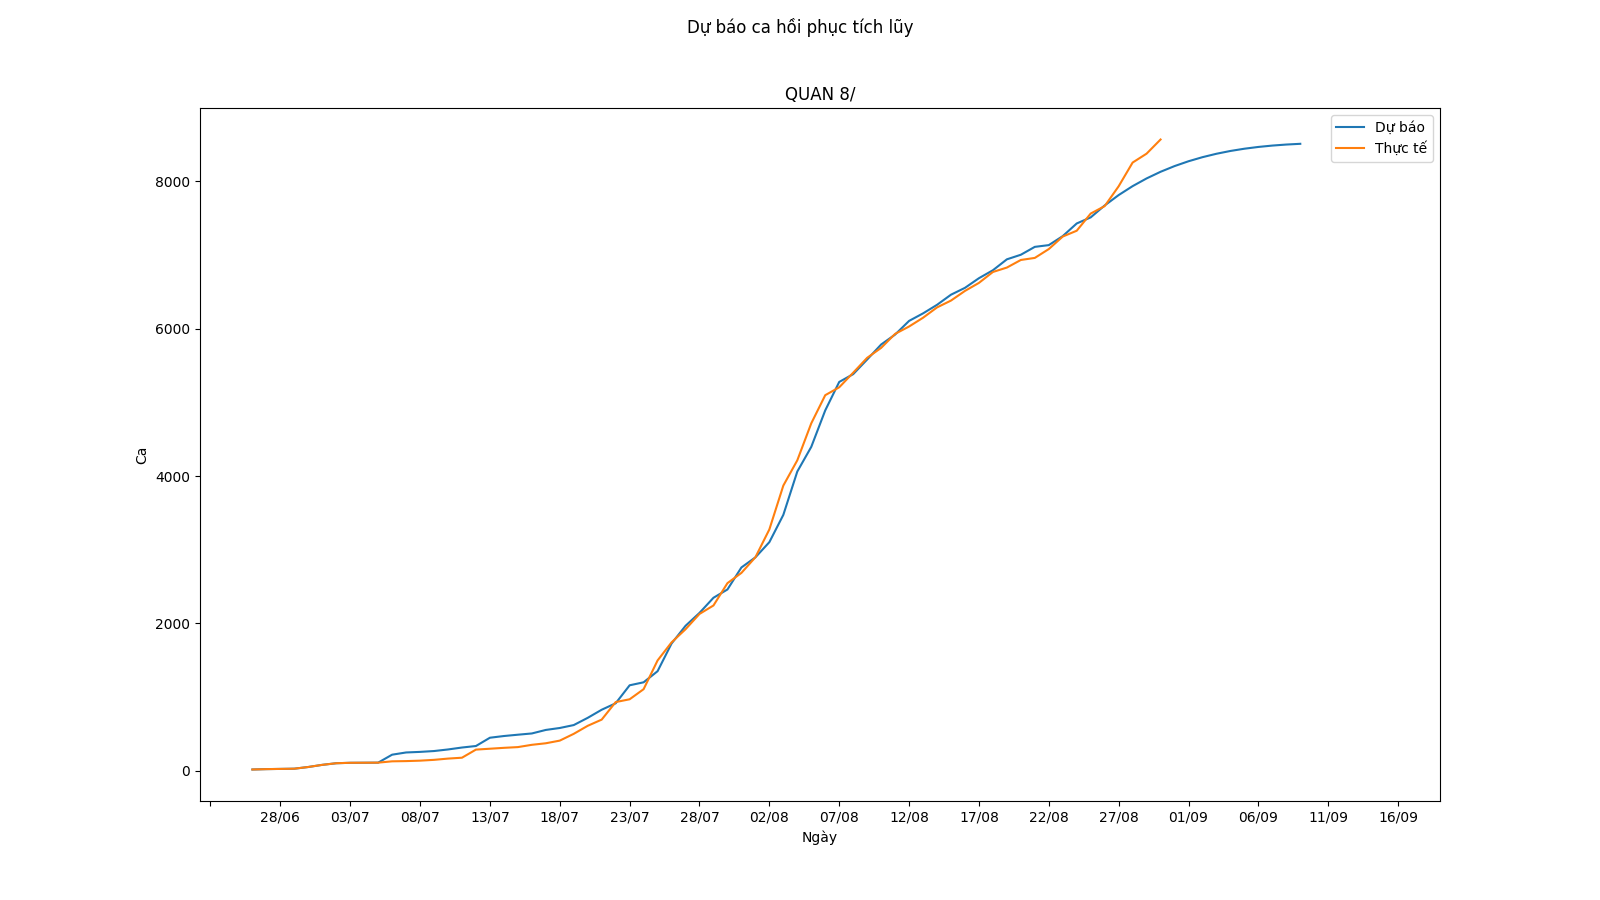 Dự báo ca hồi phục tích lũy
QUAN 8/
Dự báo
Thực tế
8000
6000
4000
2000
0
Ca
28/06 03/07 08/07 13/07 18/07 23/07 28/07 02/08 07/08 12/08 17/08 22/08 27/08 01/09 06/09 11/09 16/09
Ngày